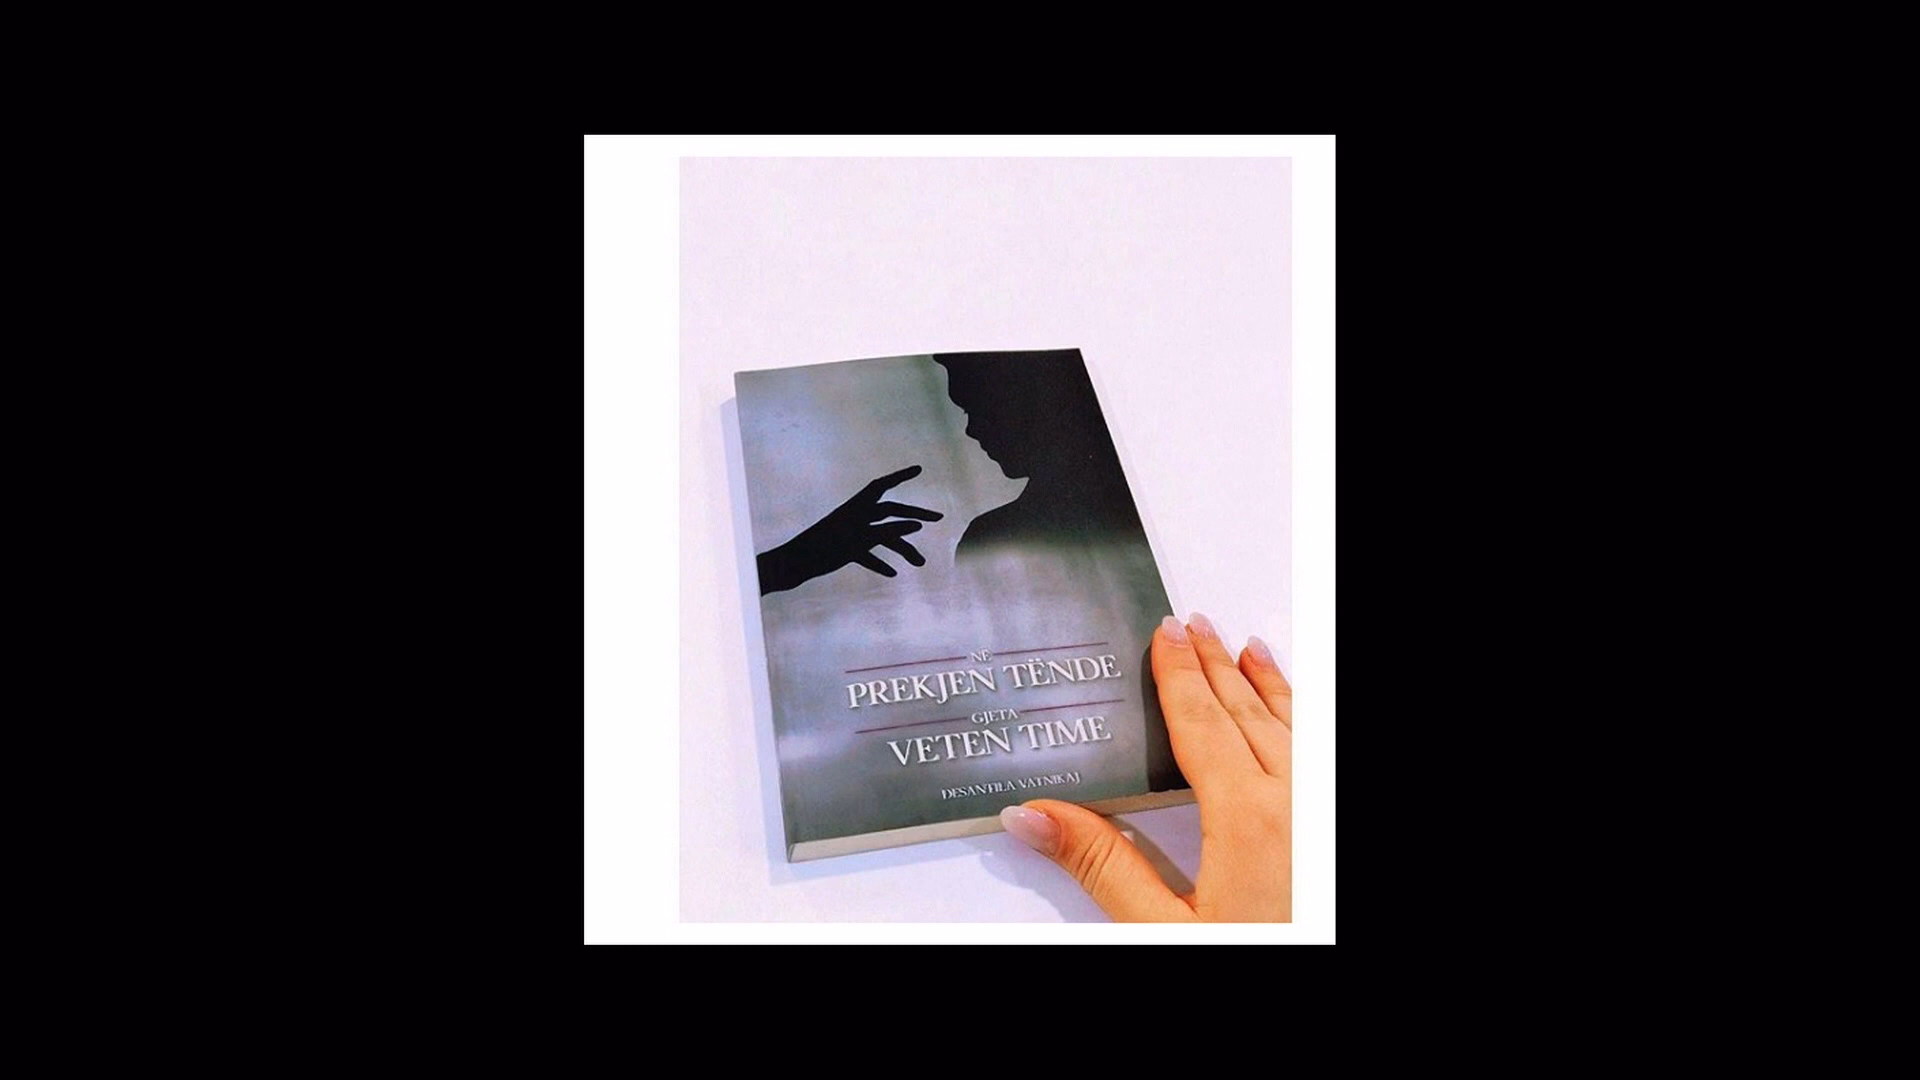 NË
PREKJEN TËNDE
GJETA
VETEN TIME
DESANTILA VATNIKAJ